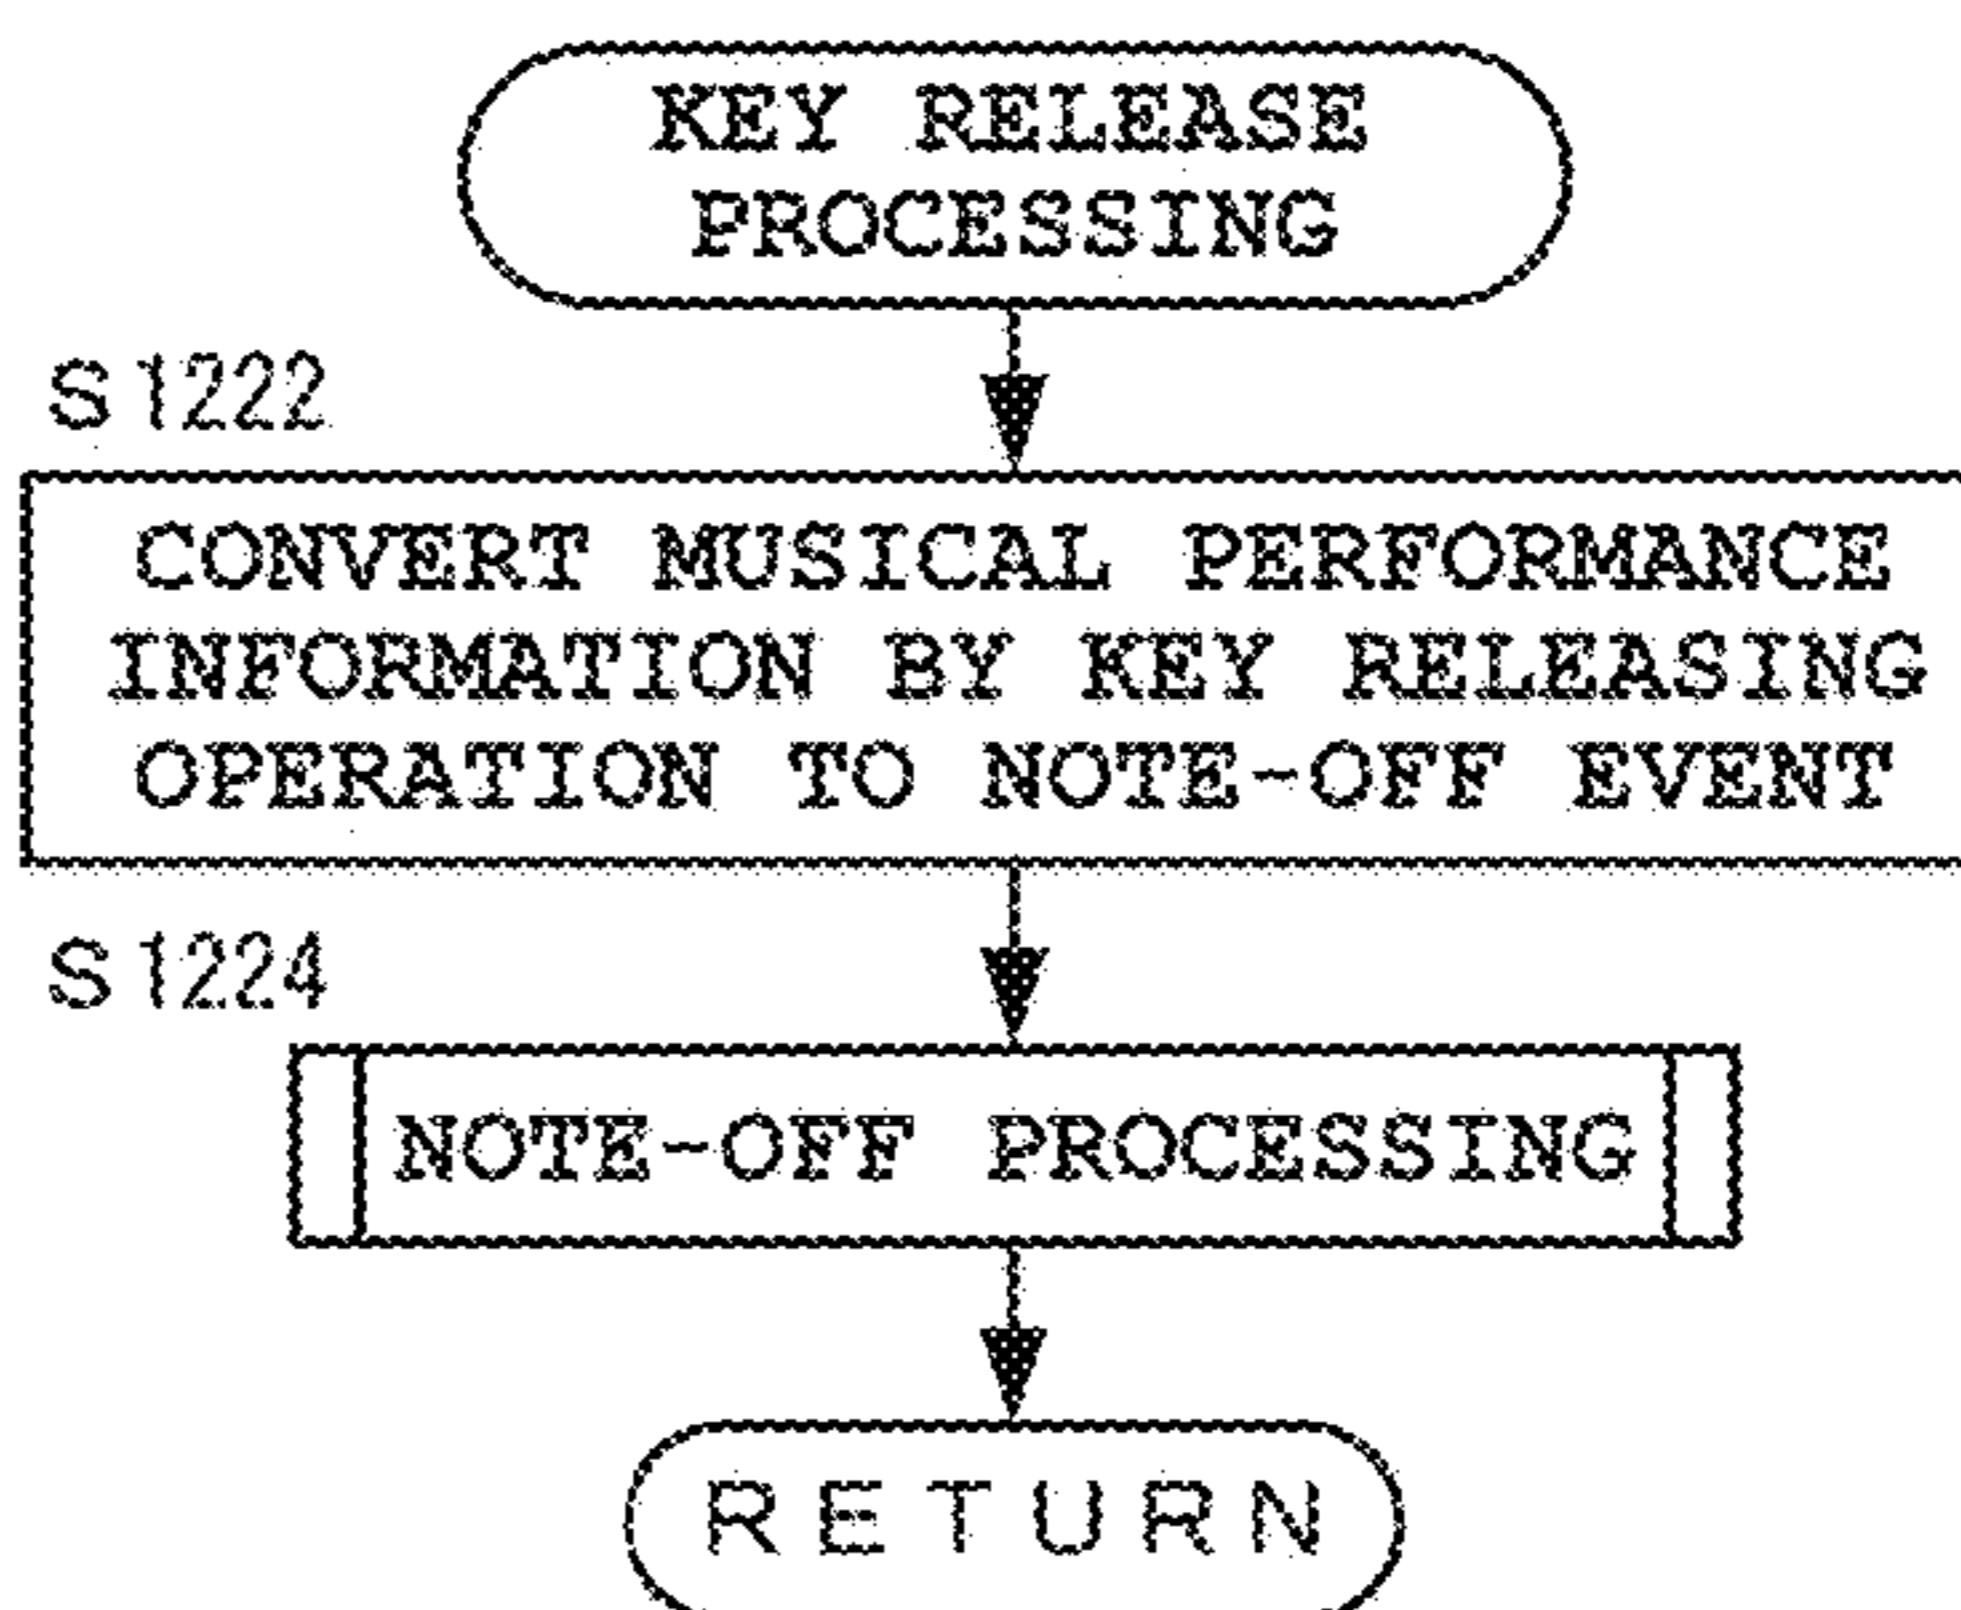 KEY RELEASE
PROCESSING
S1222
CONVERT MUSICAL PERFORMANCE
INFORMATION BY KEY RELEASING
OPERATION TO NOTE-OFF EVENT
S1224
NOTE-OFF PROCESSING
RETURN